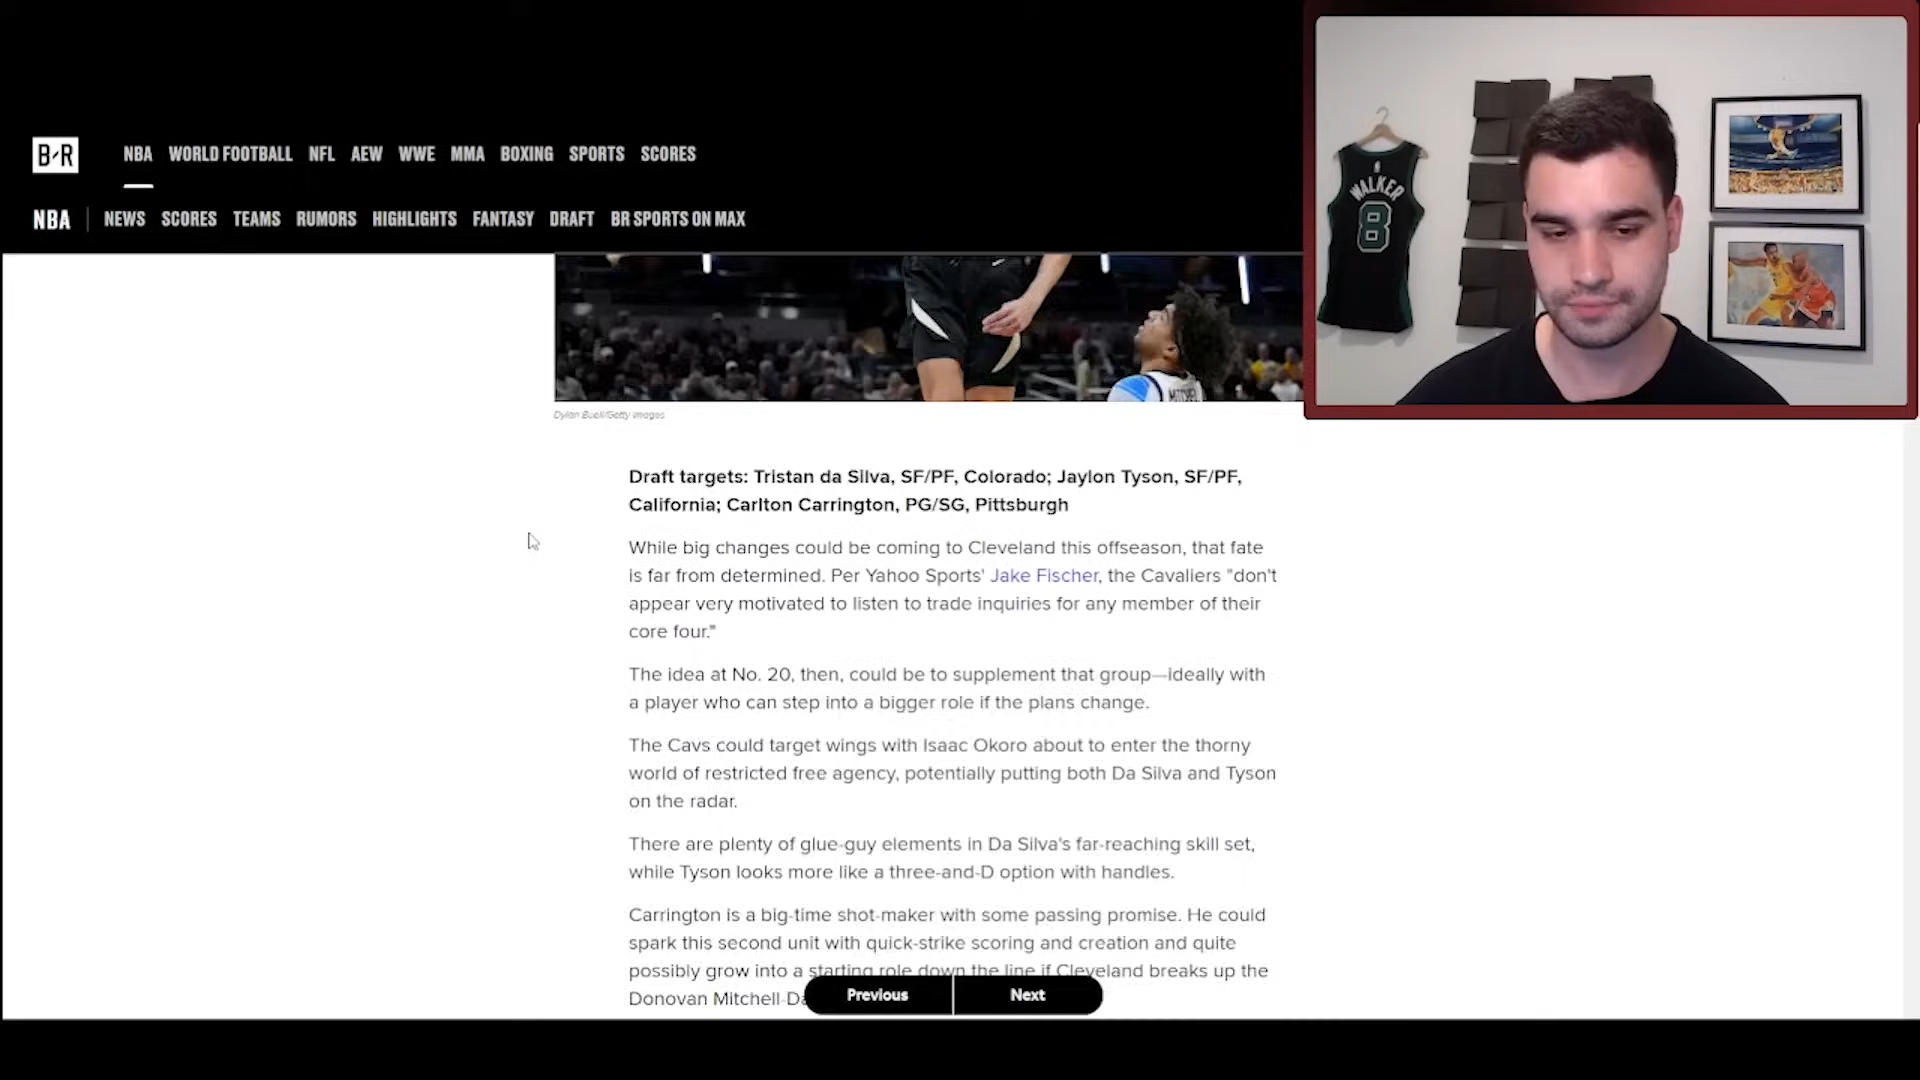 B/R
NBA WORLD FOOTBALL NFL AEW WWE MMA BOXING SPORTS SCORES
NBA NEWS SCORES TEAMS RUMORS HIGHLIGHTS FANTASY DRAFT BR SPORTS ON MAX
WALKER
8
MITCHEL
Dylan Buell/Getty Images
Draft targets: Tristan da Silva, SF/PF, Colorado; Jaylon Tyson, SF/PF,
California; Carlton Carrington, PG/SG, Pittsburgh
While big changes could be coming to Cleveland this offseason, that fate
is far from determined. Per Yahoo Sports' Jake Fischer, the Cavaliers "don't
appear very motivated to listen to trade inquiries for any member of their
core four."
The idea at No. 20, then, could be to supplement that group—ideally with
a player who can step into a bigger role if the plans change.
The Cavs could target wings with Isaac Okoro about to enter the thorny
world of restricted free agency, potentially putting both Da Silva and Tyson
on the radar.
There are plenty of glue-guy elements in Da Silva's far-reaching skill set,
while Tyson looks more like a three-and-D option with handles.
Carrington is a big-time shot-maker with some passing promise. He could
spark this second unit with quick-strike scoring and creation and quite
possibly grow into a starting role down the line if Cleveland breaks up the
Donovan Mitchell-Da
Previous Next